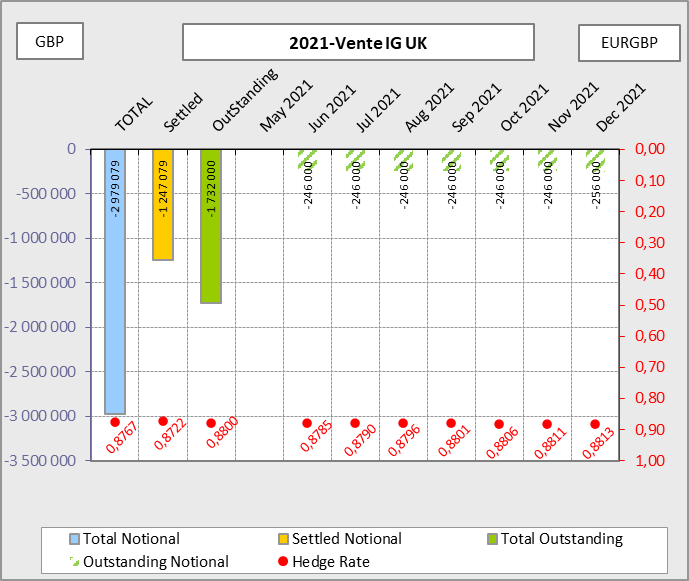 GBP
2021-Vente IG UK
EURGBP
TOTAL
Settled
OutStanding
May 2021
Jun 2021
Jul 2021
Aug 2021
Sep 2021
Oct 2021
Nov 2021
Dec 2021
0
-500 000
-1 000 000
-1 500 000
-2 000 000
-2 500 000
-3 000 000
-3 500 000
-2 979 079
-1 247 079
-1 732 000
-246 000
-246 000
-246 000
-246 000
-246 000
-246 000
-256 000
0,00
0,10
0,20
0,30
0,40
0,50
0,60
0,70
0,80
0,90
1,00
0,8767
0,8722
0,8800
0,8785
0,8790
0,8796
0,8801
0,8806
0,8811
0,8813
Total Notional
Settled Notional
Total Outstanding
Outstanding Notional
Hedge Rate